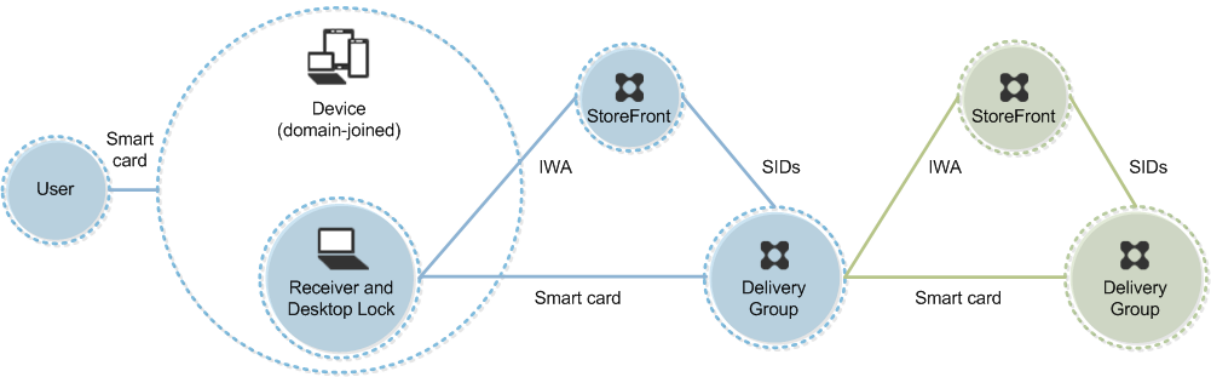 User
Smart
card
Device
(domain-joined)
Receiver and
Desktop Lock
IWA
StoreFront
SIDs
Smart card
Delivery
Group
IWA
StoreFront
SIDs
Smart card
Delivery
Group